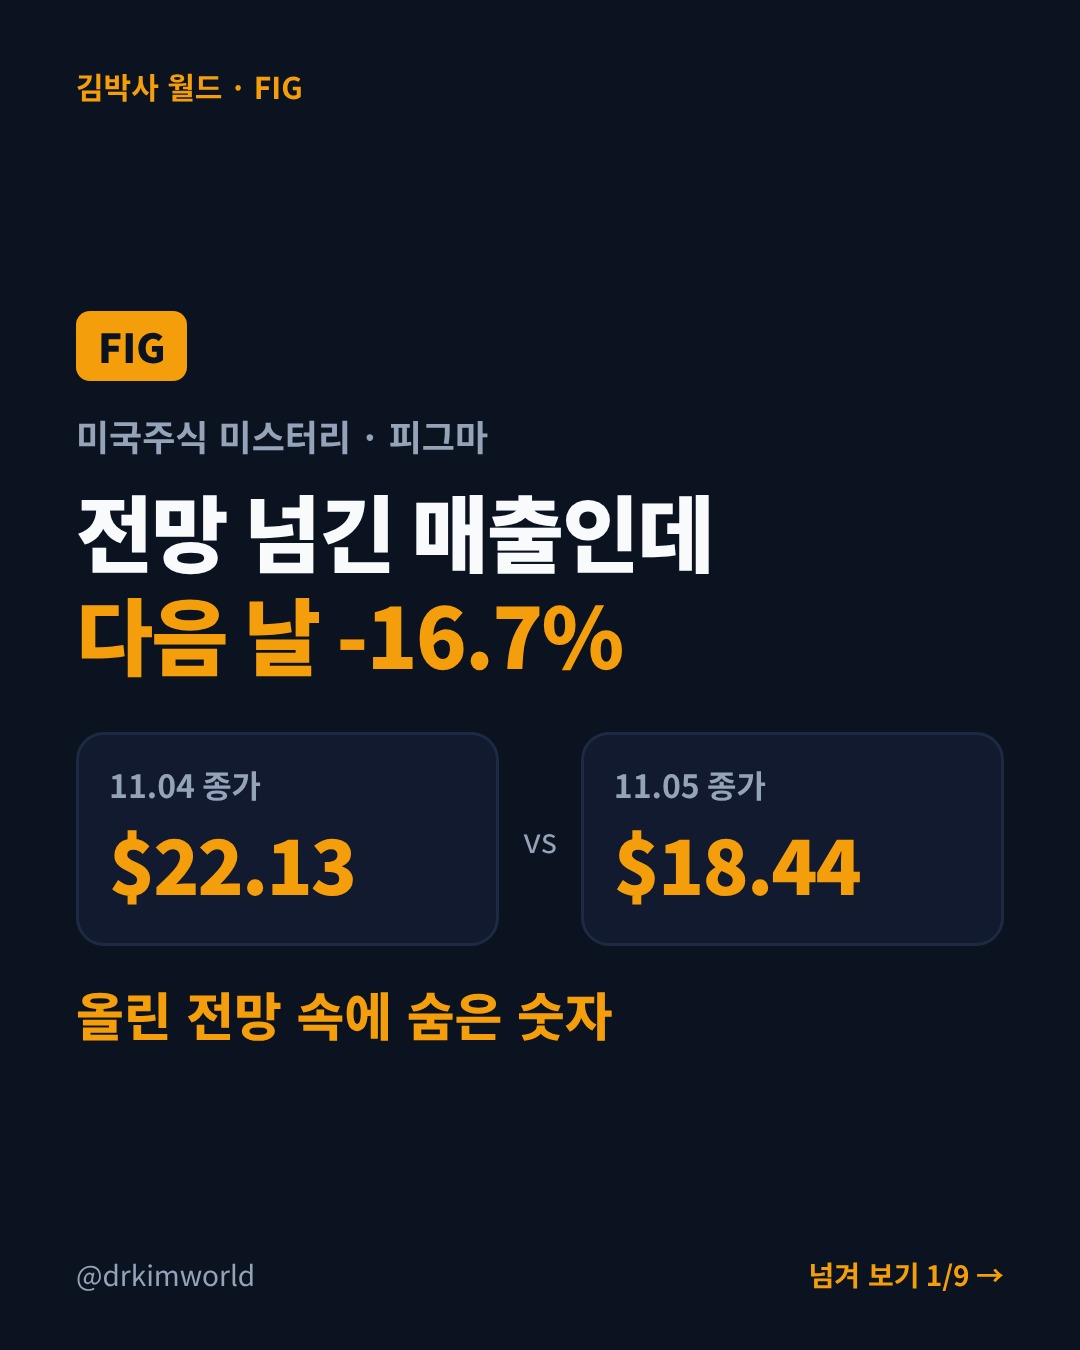 김박사 월드 · FIG
FIG
미국주식 미스터리 · 피그마
전망 넘긴 매출인데
다음 날 -16.7%
11.04 종가
$22.13
vs
11.05 종가
$18.44
올린 전망 속에 숨은 숫자
@drkimworld
넘겨 보기 1/9 →